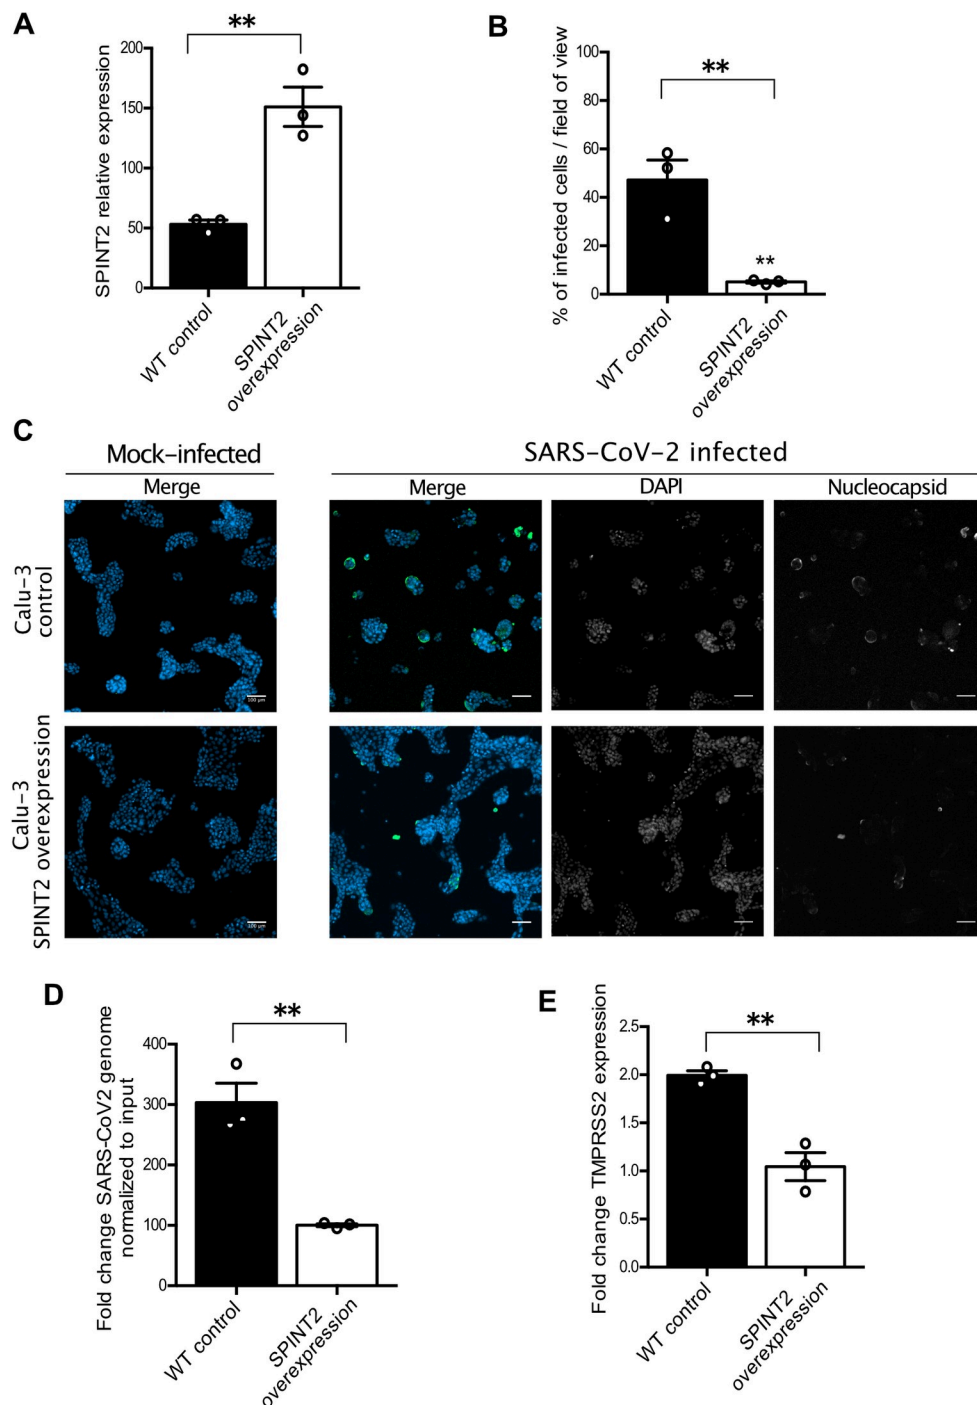 A
SPINT2 relative expression
200
150
100
50
0
**
WT control
SPINT2
overexpression
B
% of infected cells / field of view
100
80
60
40
20
0
**
**
WT control
SPINT2
overexpression
C
Mock-infected
SARS-CoV-2 infected
Merge
Merge
DAPI
Nucleocapsid
Calu-3
control
100 µm
Calu-3
SPINT2 overexpression
100 µm
D
Fold change SARS-CoV2 genome
normalized to input
400
300
200
100
0
**
WT control
SPINT2
overexpression
E
Fold change TMPRSS2 expression
2.5
2.0
1.5
1.0
0.5
0.0
**
WT control
SPINT2
overexpression